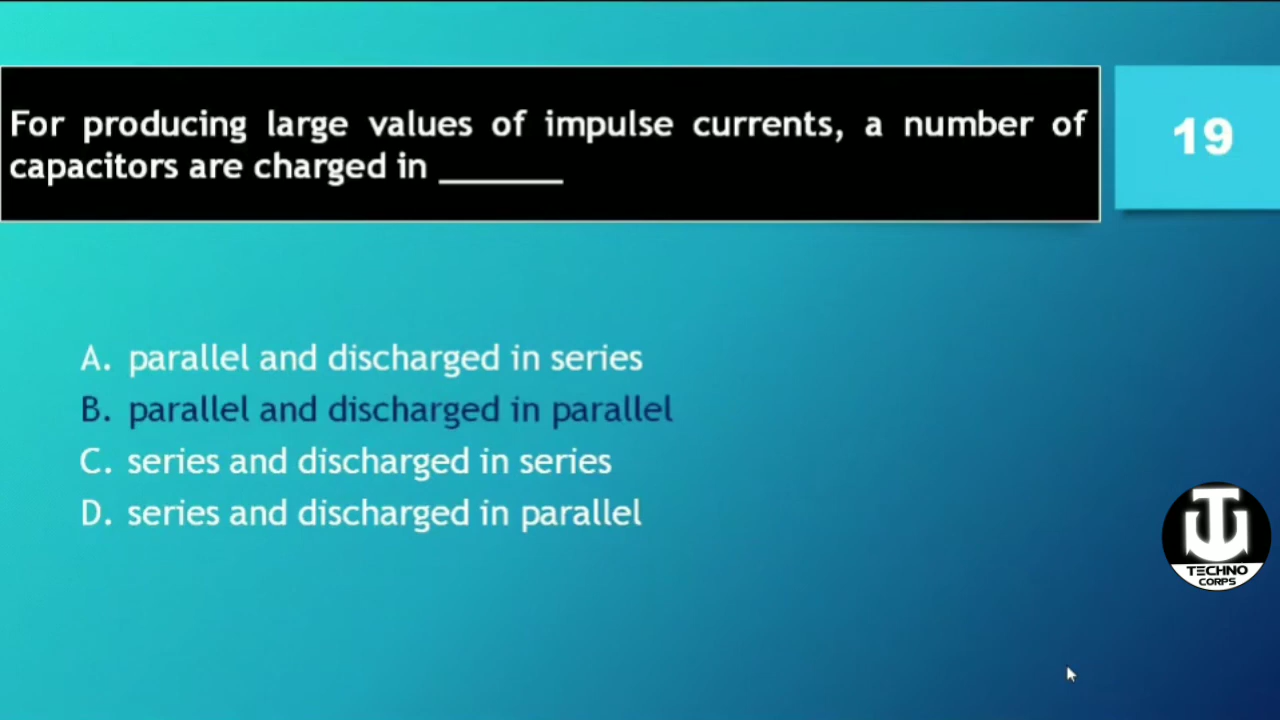 For producing large values of impulse currents, a number of
capacitors are charged in ______
19
A. parallel and discharged in series
B. parallel and discharged in parallel
C. series and discharged in series
D. series and discharged in parallel
TECHNO
CORPS